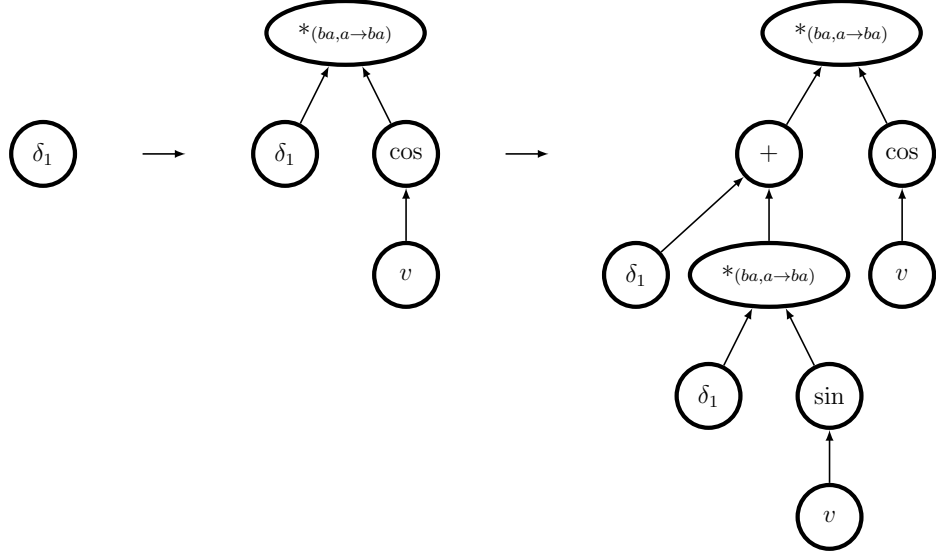 *(ba,a→ba) *(ba,a→ba)
δ₁ δ₁ cos + cos
v δ₁ *(ba,a→ba) v
δ₁ sin
v